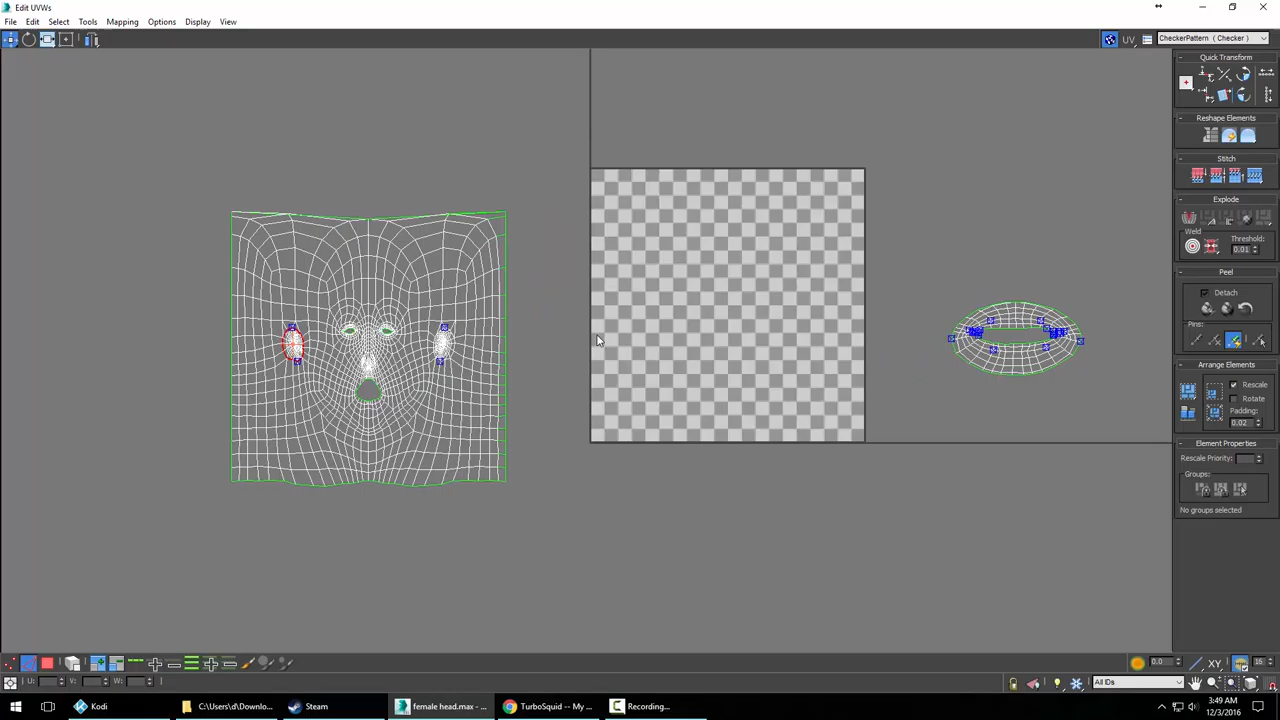 Edit UVWs
File Edit Select Tools Mapping Options Display View
UV CheckerPattern ( Checker )
Quick Transform
Reshape Elements
Stitch
Explode
Weld
Threshold:
0.01
Peel
Detach
Pins:
Arrange Elements
Rescale
Rotate
Padding:
0.02
Element Properties
Rescale Priority:
Groups:
No groups selected
0.0 XY 16
U: V: W: All IDs
Kodi C:\Users\d\Downlo... Steam female head.max - ... TurboSquid -- My ... Recording... 3:49 AM
12/3/2016